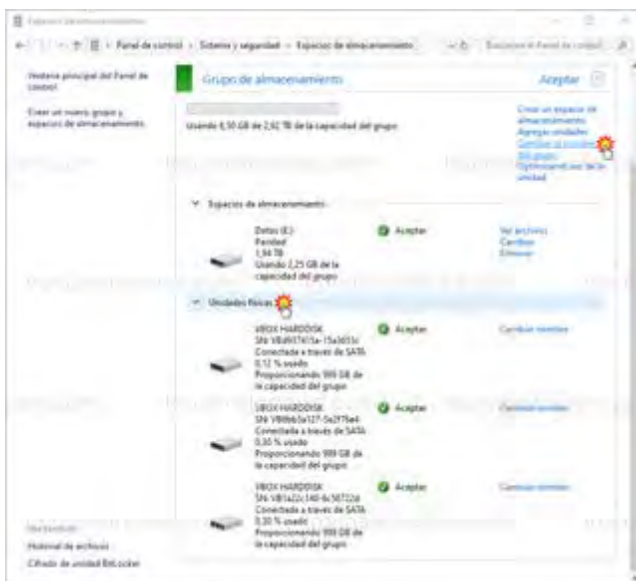 Espacios de almacenamiento
Panel de control › Sistema y seguridad › Espacios de almacenamiento
Ventana principal del Panel de
control
Crear un nuevo grupo y
espacios de almacenamiento
Grupo de almacenamiento
Aceptar
Usando 6,50 GB de 2,92 TB de la capacidad del grupo
Crear un espacio de
almacenamiento
Agregar unidades
Cambiar el nombre
del grupo
Optimizar el uso de la
unidad
Espacios de almacenamiento
Datos (E:)
Paridad
1,94 TB
Usando 2,25 GB de la
capacidad del grupo
Aceptar
Ver archivos
Cambiar
Eliminar
Unidades físicas
VBOX HARDDISK
Conectada a través de SATA
0,12 % usado
Proporcionando 999 GB de
la capacidad del grupo
Aceptar
Cambiar nombre
VBOX HARDDISK
Conectada a través de SATA
0,30 % usado
Proporcionando 999 GB de
la capacidad del grupo
Aceptar
Cambiar nombre
VBOX HARDDISK
Conectada a través de SATA
0,30 % usado
Proporcionando 999 GB de
la capacidad del grupo
Aceptar
Cambiar nombre
Historial de archivos
Cifrado de unidad BitLocker